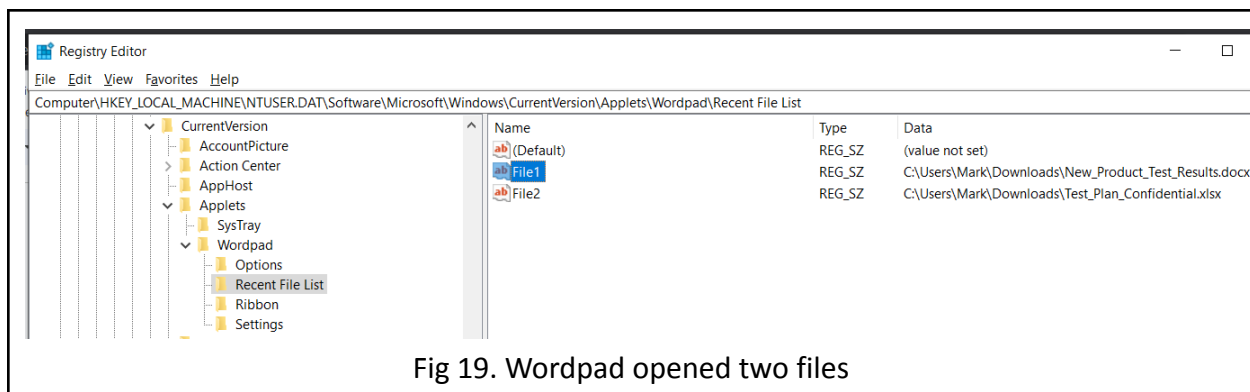 Registry Editor
File Edit View Favorites Help
Computer\HKEY_LOCAL_MACHINE\NTUSER.DAT\Software\Microsoft\Windows\CurrentVersion\Applets\Wordpad\Recent File List
CurrentVersion
AccountPicture
Action Center
AppHost
Applets
SysTray
Wordpad
Options
Recent File List
Ribbon
Settings
Name Type Data
(Default) REG_SZ (value not set)
File1 REG_SZ C:\Users\Mark\Downloads\New_Product_Test_Results.docx
File2 REG_SZ C:\Users\Mark\Downloads\Test_Plan_Confidential.xlsx
Fig 19. Wordpad opened two files